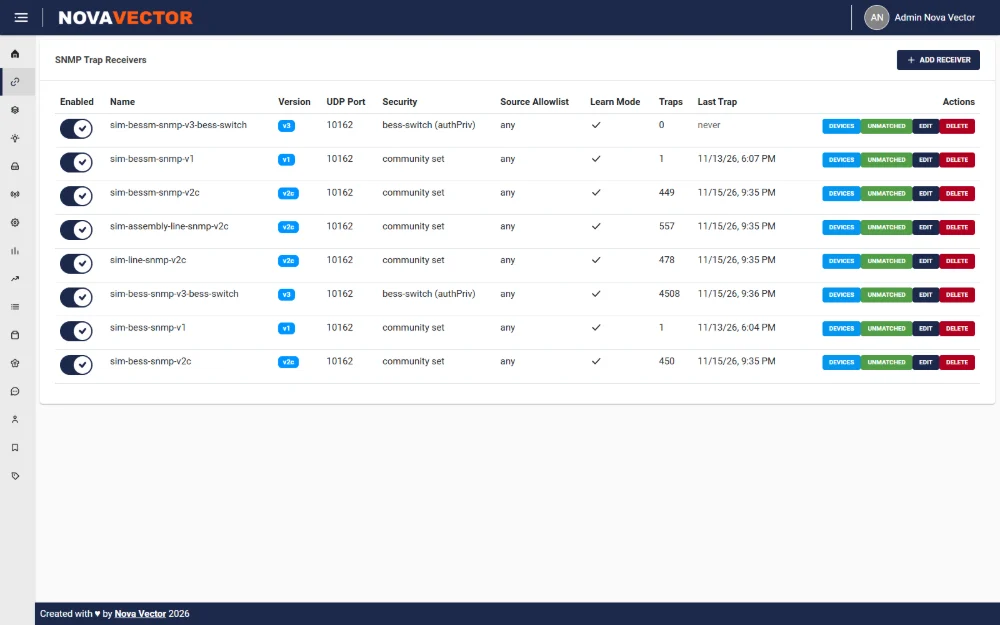 NOVAVECTOR
AN Admin Nova Vector
SNMP Trap Receivers
+ ADD RECEIVER
Enabled Name Version UDP Port Security Source Allowlist Learn Mode Traps Last Trap Actions
sim-bessm-snmp-v3-bess-switch v3 10162 bess-switch (authPriv) any 0 never DEVICES UNMATCHED EDIT DELETE
sim-bessm-snmp-v1 v1 10162 community set any 1 11/13/26, 6:07 PM DEVICES UNMATCHED EDIT DELETE
sim-bessm-snmp-v2c v2c 10162 community set any 449 11/15/26, 9:35 PM DEVICES UNMATCHED EDIT DELETE
sim-assembly-line-snmp-v2c v2c 10162 community set any 557 11/15/26, 9:35 PM DEVICES UNMATCHED EDIT DELETE
sim-line-snmp-v2c v2c 10162 community set any 478 11/15/26, 9:35 PM DEVICES UNMATCHED EDIT DELETE
sim-bess-snmp-v3-bess-switch v3 10162 bess-switch (authPriv) any 4508 11/15/26, 9:36 PM DEVICES UNMATCHED EDIT DELETE
sim-bess-snmp-v1 v1 10162 community set any 1 11/13/26, 6:04 PM DEVICES UNMATCHED EDIT DELETE
sim-bess-snmp-v2c v2c 10162 community set any 450 11/15/26, 9:35 PM DEVICES UNMATCHED EDIT DELETE
Created with ♥ by Nova Vector 2026